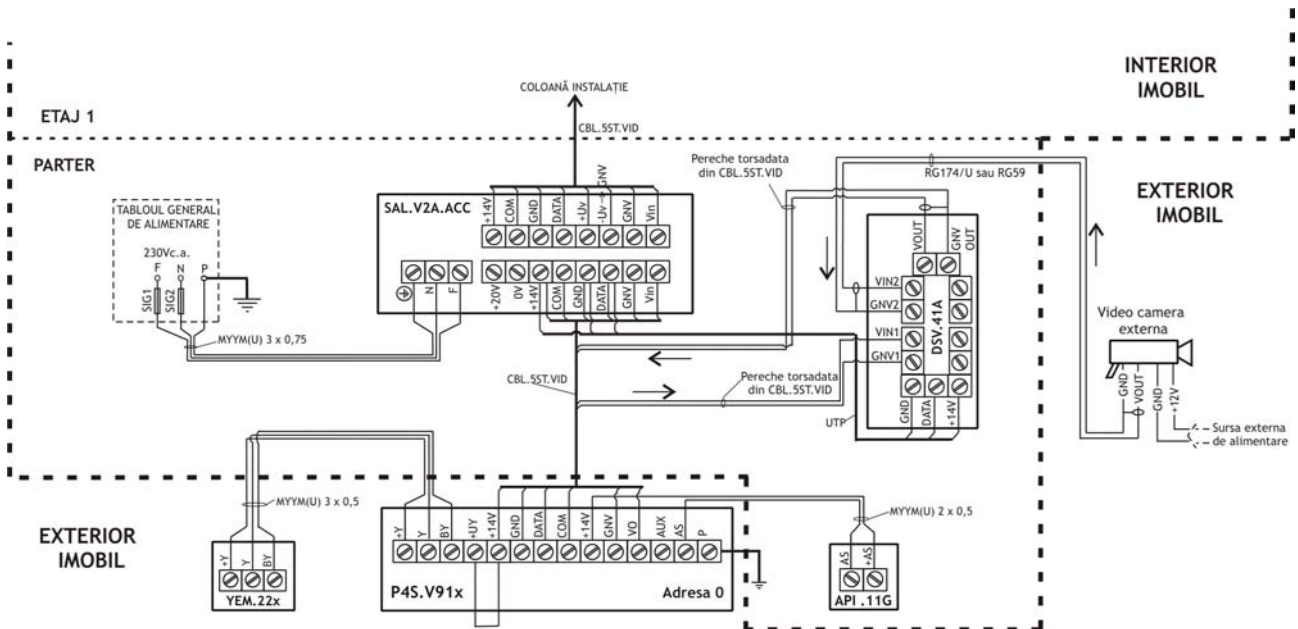 INTERIOR
IMOBIL
COLOANĂ INSTALAȚIE
ETAJ 1
CBL.5ST.VID
PARTER
Pereche torsadata
din CBL.5ST.VID
RG174/U sau RG59
EXTERIOR
IMOBIL
TABLOUL GENERAL
DE ALIMENTARE
230Vc.a.
F N P
SIG1
SIG2
MYYM(U) 3 x 0,75
SAL.V2A.ACC
+14V
COM
GND
DATA
+Uv
-Uv
GNV
GNV
Vin
N
F
+20V
0V
+14V
COM
GND
DATA
GNV
Vin
VOUT
GNV
OUT
VIN2
GNV2
VIN1
GNV1
DSV.41A
GND
DATA
+14V
UTP
CBL.5ST.VID
Pereche torsadata
din CBL.5ST.VID
Video camera
externa
GND
VOUT
GND
+12V
Sursa externa
de alimentare
MYYM(U) 3 x 0,5
EXTERIOR
IMOBIL
+Y
Y
BY
YEM.22x
+Y
Y
BY
+UY
+14V
GND
DATA
COM
+14V
GNV
VO
AUX
AS
P
P4S.V91x
Adresa 0
MYYM(U) 2 x 0,5
AS
+AS
API .11G